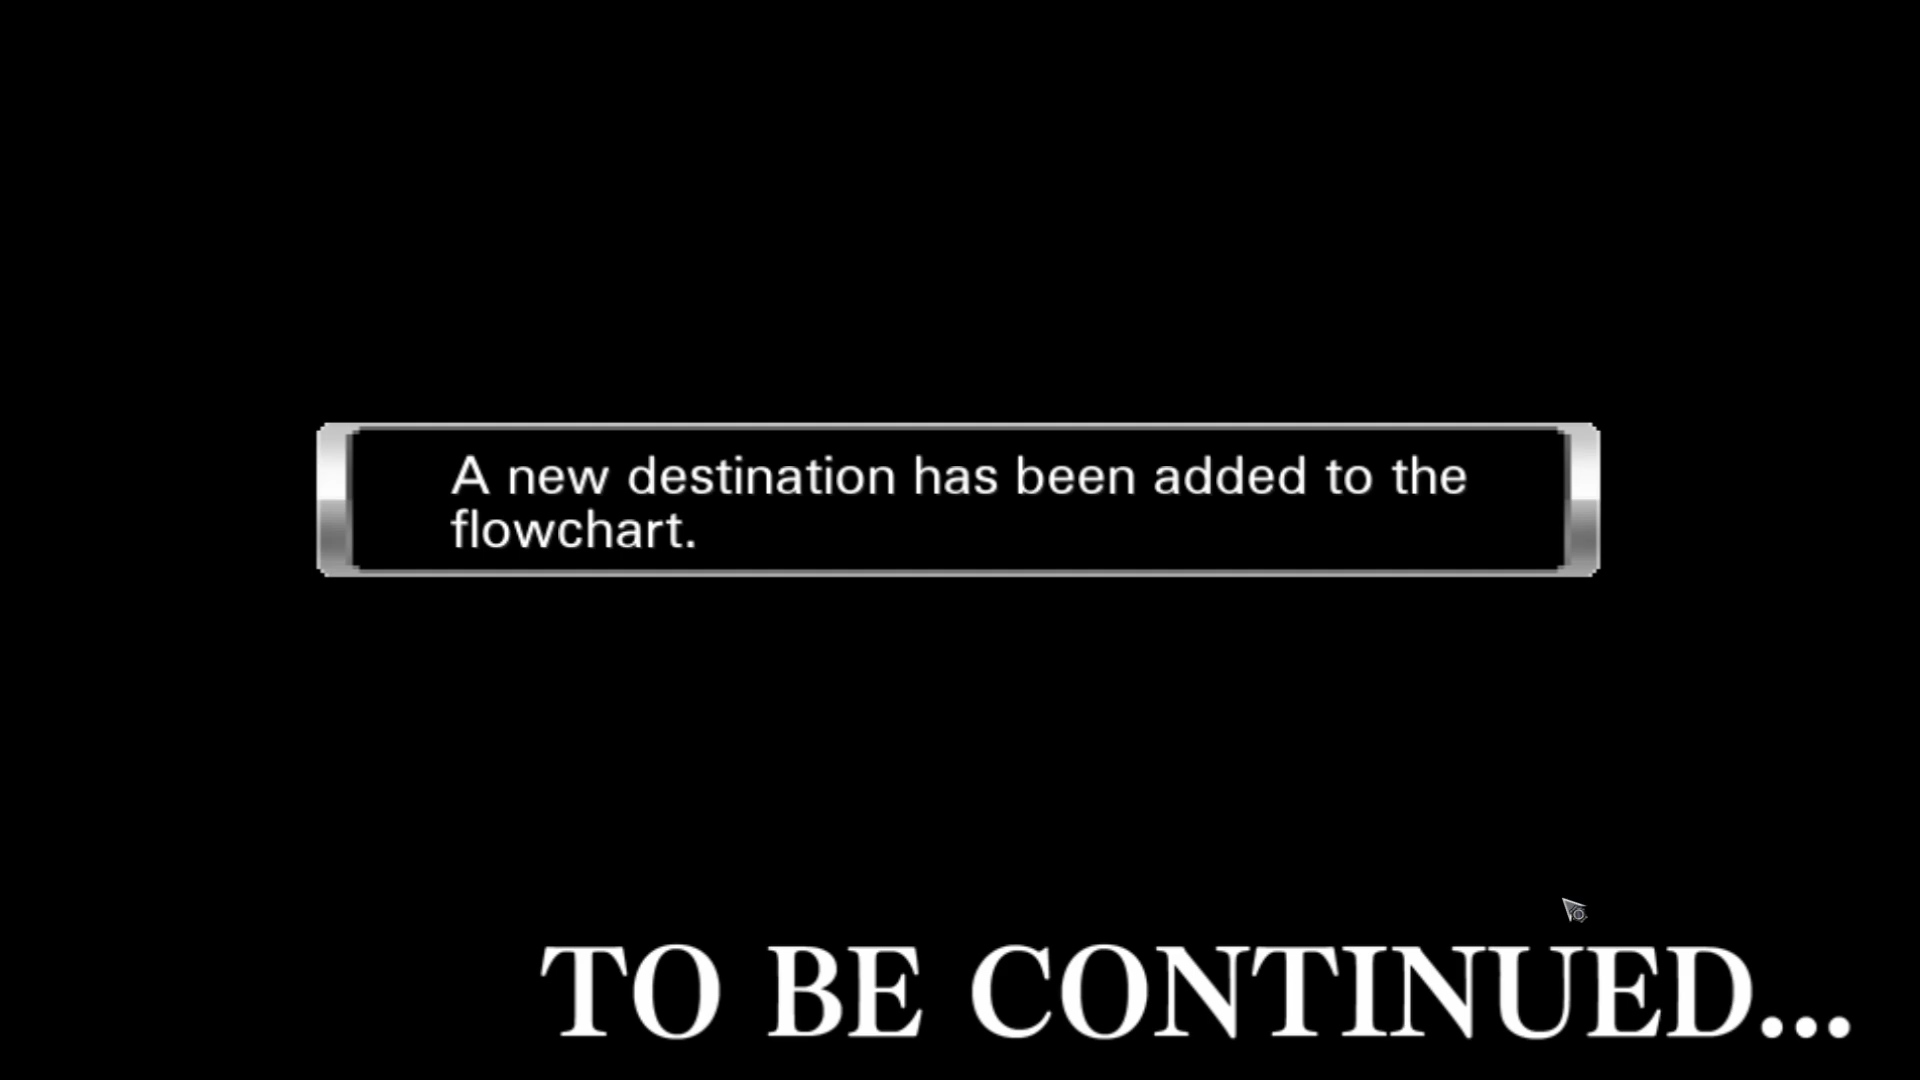 A new destination has been added to the
flowchart.
TO BE CONTINUED...